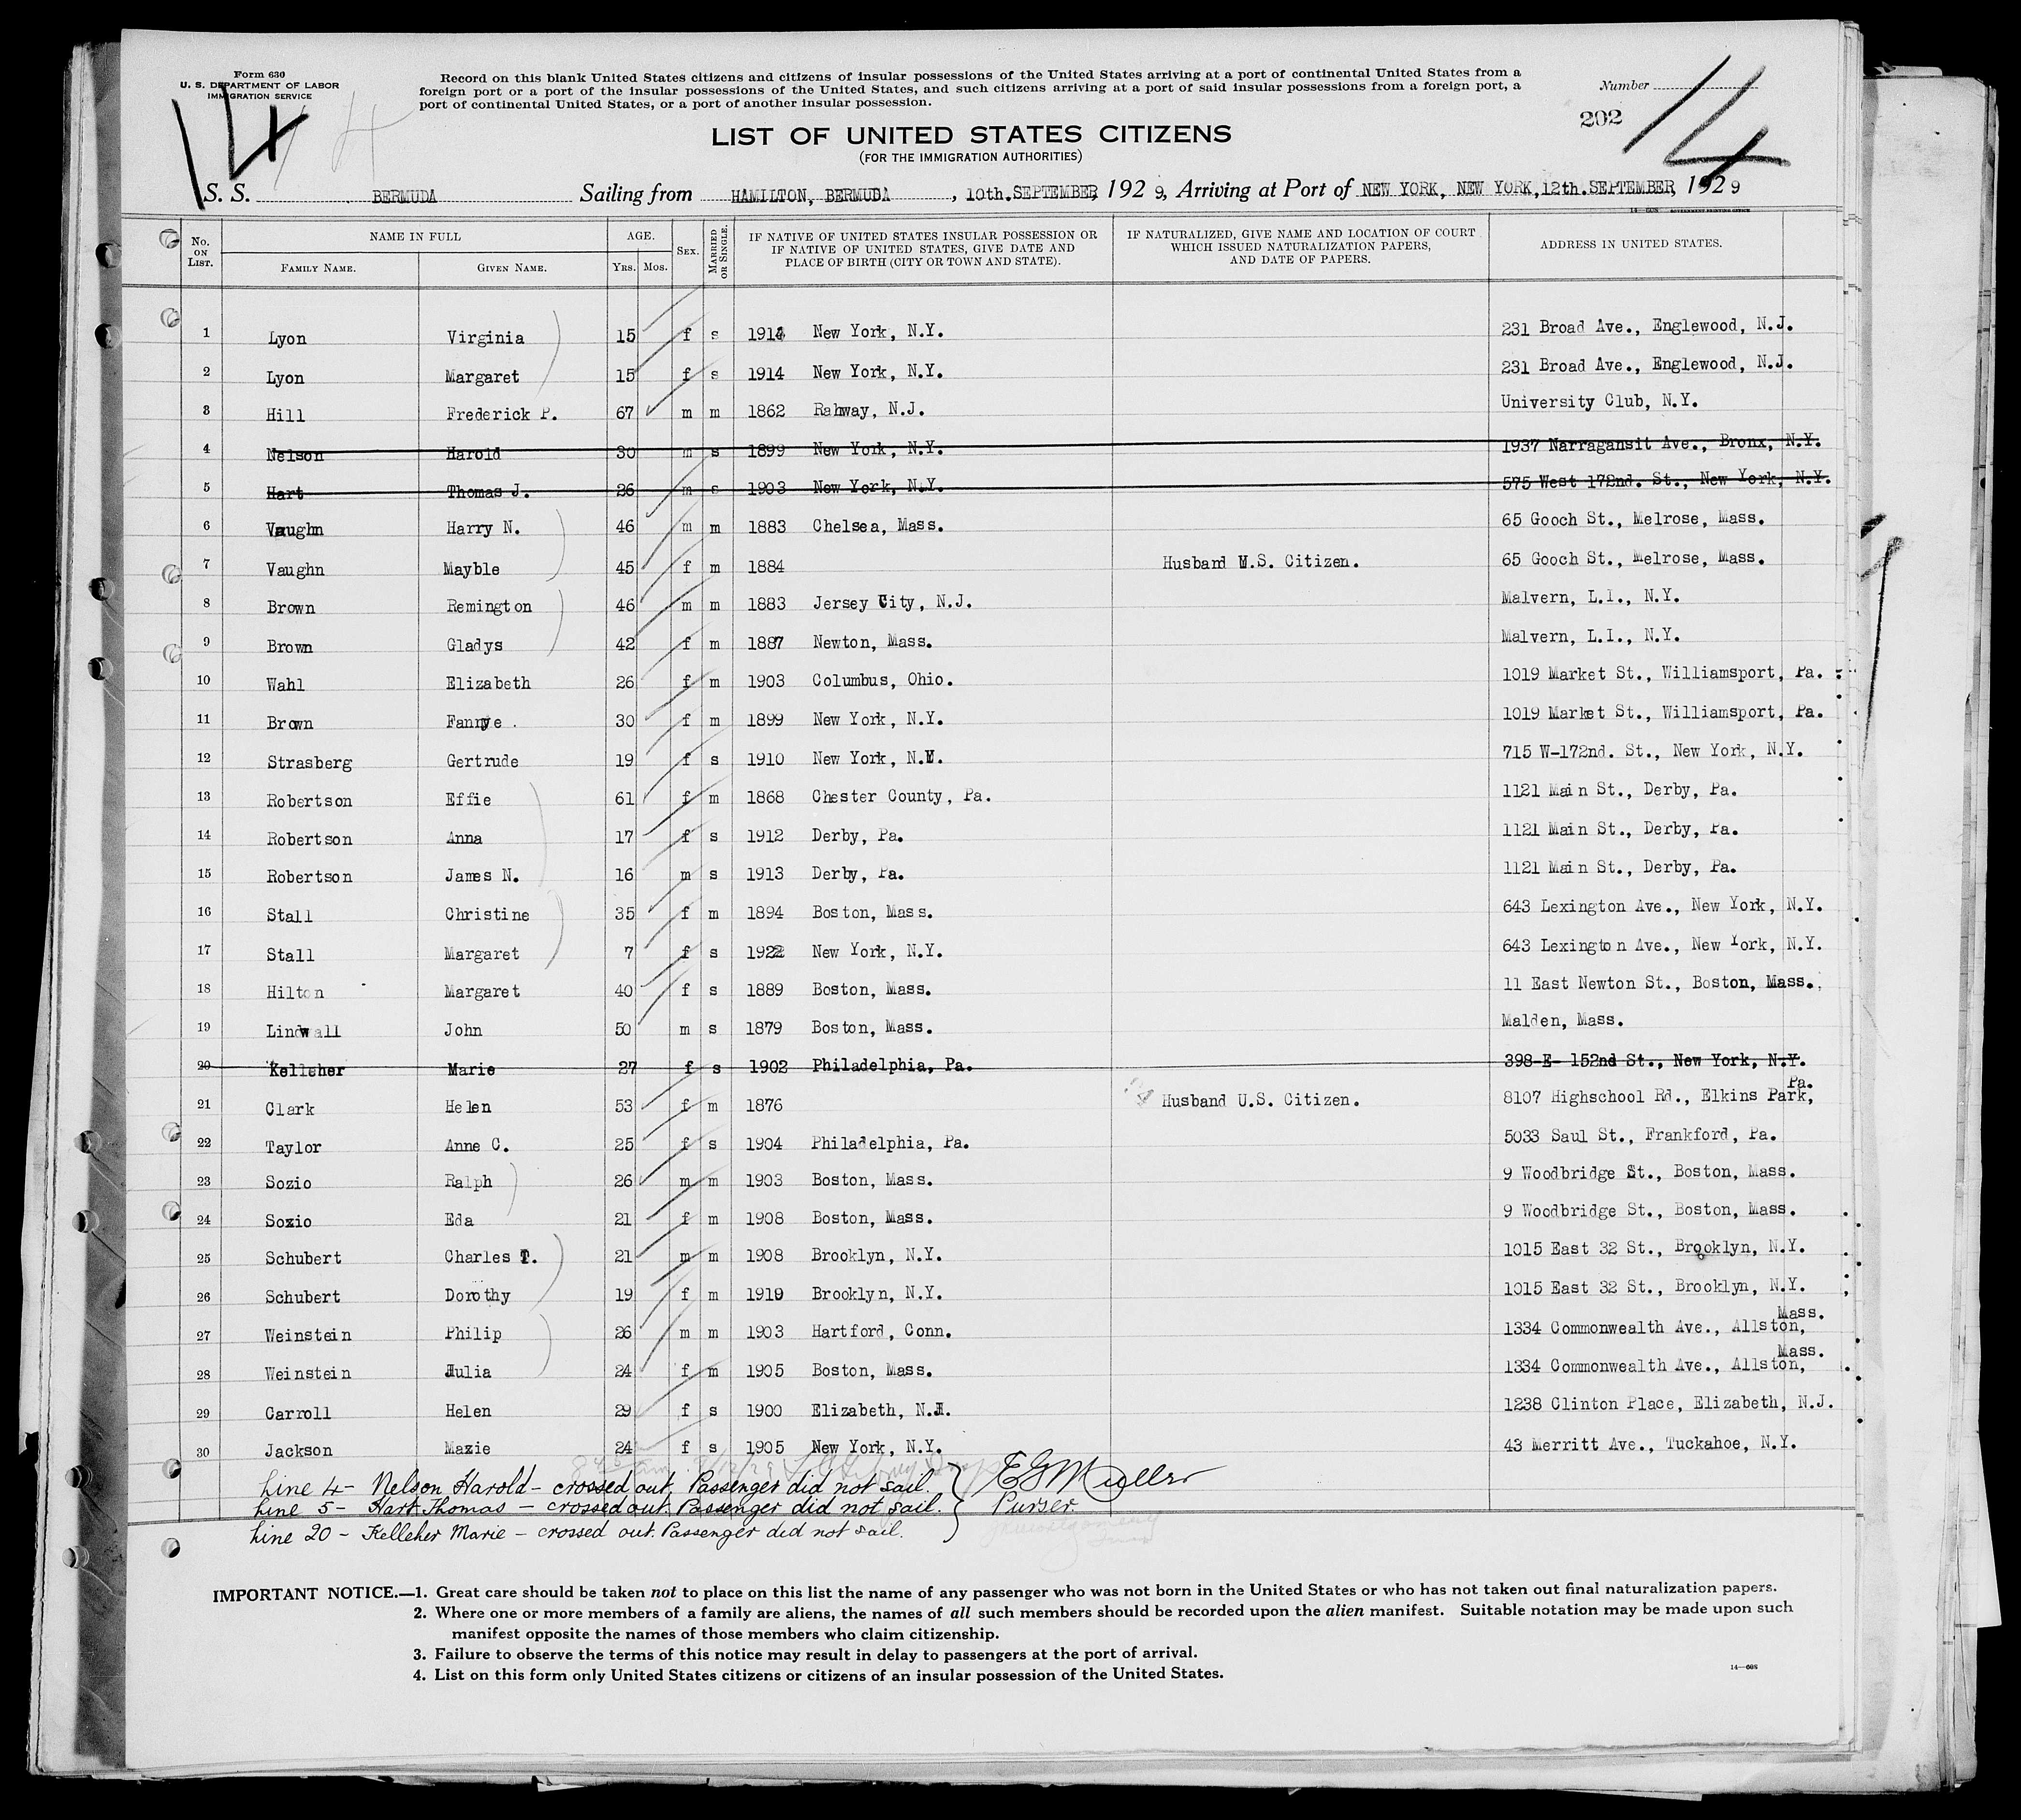 Form 630
U. S. DEPARTMENT OF LABOR
IMMIGRATION SERVICE
Record on this blank United States citizens and citizens of insular possessions of the United States arriving at a port of continental United States from a
foreign port or a port of the insular possessions of the United States, and such citizens arriving at a port of said insular possessions from a foreign port, a
port of continental United States, or a port of another insular possession.
Number
202
14
14
14
LIST OF UNITED STATES CITIZENS
(FOR THE IMMIGRATION AUTHORITIES)
S. S. BERMUDA Sailing from HAMILTON, BERMUDA, 10th.SEPTEMBER, 1929, Arriving at Port of NEW YORK, NEW YORK, 12th.SEPTEMBER, 1929
No. ON LIST. NAME IN FULL FAMILY NAME. GIVEN NAME. AGE. YRS. MOS. SEX. MARRIED OR SINGLE. IF NATIVE OF UNITED STATES INSULAR POSSESSION OR IF NATIVE OF UNITED STATES, GIVE DATE AND PLACE OF BIRTH (CITY OR TOWN AND STATE). IF NATURALIZED, GIVE NAME AND LOCATION OF COURT WHICH ISSUED NATURALIZATION PAPERS, AND DATE OF PAPERS. ADDRESS IN UNITED STATES.
1 Lyon Virginia 15 f s 1914 New York, N.Y. 231 Broad Ave., Englewood, N.J.
2 Lyon Margaret 15 f s 1914 New York, N.Y. 231 Broad Ave., Englewood, N.J.
3 Hill Frederick P. 67 m m 1862 Rahway, N.J. University Club, N.Y.
4 Nelson Harold 30 m s 1899 New York, N.Y. 1937 Narragansit Ave., Bronx, N.Y.
5 Hart Thomas J. 26 m s 1903 New York, N.Y. 575 West 172nd. St., New York, N.Y.
6 Vaughn Harry N. 46 m m 1883 Chelsea, Mass. 65 Gooch St., Melrose, Mass.
7 Vaughn Mayble 45 f m 1884 Husband U.S. Citizen. 65 Gooch St., Melrose, Mass.
8 Brown Remington 46 m m 1883 Jersey City, N.J. Malvern, L.I., N.Y.
9 Brown Gladys 42 f m 1887 Newton, Mass. Malvern, L.I., N.Y.
10 Wahl Elizabeth 26 f m 1903 Columbus, Ohio. 1019 Market St., Williamsport, Pa.
11 Brown Fannye. 30 f m 1899 New York, N.Y. 1019 Market St., Williamsport, Pa.
12 Strasberg Gertrude 19 f s 1910 New York, N.Y. 715 W-172nd. St., New York, N.Y.
13 Robertson Effie 61 f m 1868 Chester County, Pa. 1121 Main St., Derby, Pa.
14 Robertson Anna 17 f s 1912 Derby, Pa. 1121 Main St., Derby, Pa.
15 Robertson James N. 16 m s 1913 Derby, Pa. 1121 Main St., Derby, Pa.
16 Stall Christine 35 f m 1894 Boston, Mass. 643 Lexington Ave., New York, N.Y.
17 Stall Margaret 7 f s 1922 New York, N.Y. 643 Lexington Ave., New York, N.Y.
18 Hilton Margaret 40 f s 1889 Boston, Mass. 11 East Newton St., Boston, Mass.
19 Lindwall John 50 m s 1879 Boston, Mass. Malden, Mass.
20 Kelleher Marie 27 f s 1902 Philadelphia, Pa. 398-E- 152nd St., New York, N.Y.
21 Clark Helen 53 f m 1876 Husband U.S. Citizen. 8107 Highschool Rd., Elkins Park, Pa.
22 Taylor Anne C. 25 f s 1904 Philadelphia, Pa. 5033 Saul St., Frankford, Pa.
23 Sozio Ralph 26 m m 1903 Boston, Mass. 9 Woodbridge St., Boston, Mass.
24 Sozio Eda 21 f m 1908 Boston, Mass. 9 Woodbridge St., Boston, Mass.
25 Schubert Charles T. 21 m m 1908 Brooklyn, N.Y. 1015 East 32 St., Brooklyn, N.Y.
26 Schubert Dorothy 19 f m 1910 Brooklyn, N.Y. 1015 East 32 St., Brooklyn, N.Y.
27 Weinstein Philip 26 m m 1903 Hartford, Conn. 1334 Commonwealth Ave., Allston, Mass.
28 Weinstein Julia 24 f m 1905 Boston, Mass. 1334 Commonwealth Ave., Allston, Mass.
29 Carroll Helen 29 f s 1900 Elizabeth, N.J. 1238 Clinton Place, Elizabeth, N.J.
30 Jackson Mazie 24 f s 1905 New York, N.Y. 43 Merritt Ave., Tuckahoe, N.Y.
Line 4- Nelson Harold - crossed out. Passenger did not sail. E G Muller
Line 5- Hart Thomas - crossed out. Passenger did not sail. Purser.
Line 20 - Kelleher Marie - crossed out. Passenger did not sail.
IMPORTANT NOTICE.—1. Great care should be taken not to place on this list the name of any passenger who was not born in the United States or who has not taken out final naturalization papers.
2. Where one or more members of a family are aliens, the names of all such members should be recorded upon the alien manifest. Suitable notation may be made upon such
manifest opposite the names of those members who claim citizenship.
3. Failure to observe the terms of this notice may result in delay to passengers at the port of arrival.
4. List on this form only United States citizens or citizens of an insular possession of the United States.
14—688